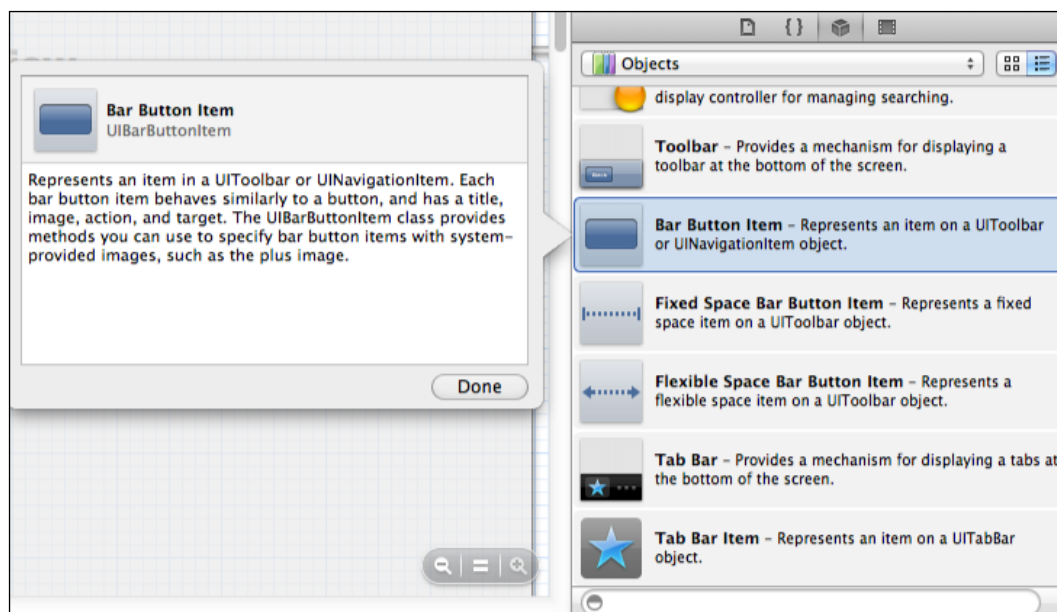 Bar Button Item
UIBarButtonItem
Represents an item in a UIToolbar or UINavigationItem. Each
bar button item behaves similarly to a button, and has a title,
image, action, and target. The UIBarButtonItem class provides
methods you can use to specify bar button items with system-
provided images, such as the plus image.
Done
{ }
Objects
display controller for managing searching.
Toolbar – Provides a mechanism for displaying a
toolbar at the bottom of the screen.
Bar Button Item – Represents an item on a UIToolbar
or UINavigationItem object.
Fixed Space Bar Button Item – Represents a fixed
space item on a UIToolbar object.
Flexible Space Bar Button Item – Represents a
flexible space item on a UIToolbar object.
Tab Bar – Provides a mechanism for displaying a tabs at
the bottom of the screen.
Tab Bar Item – Represents an item on a UITabBar
object.